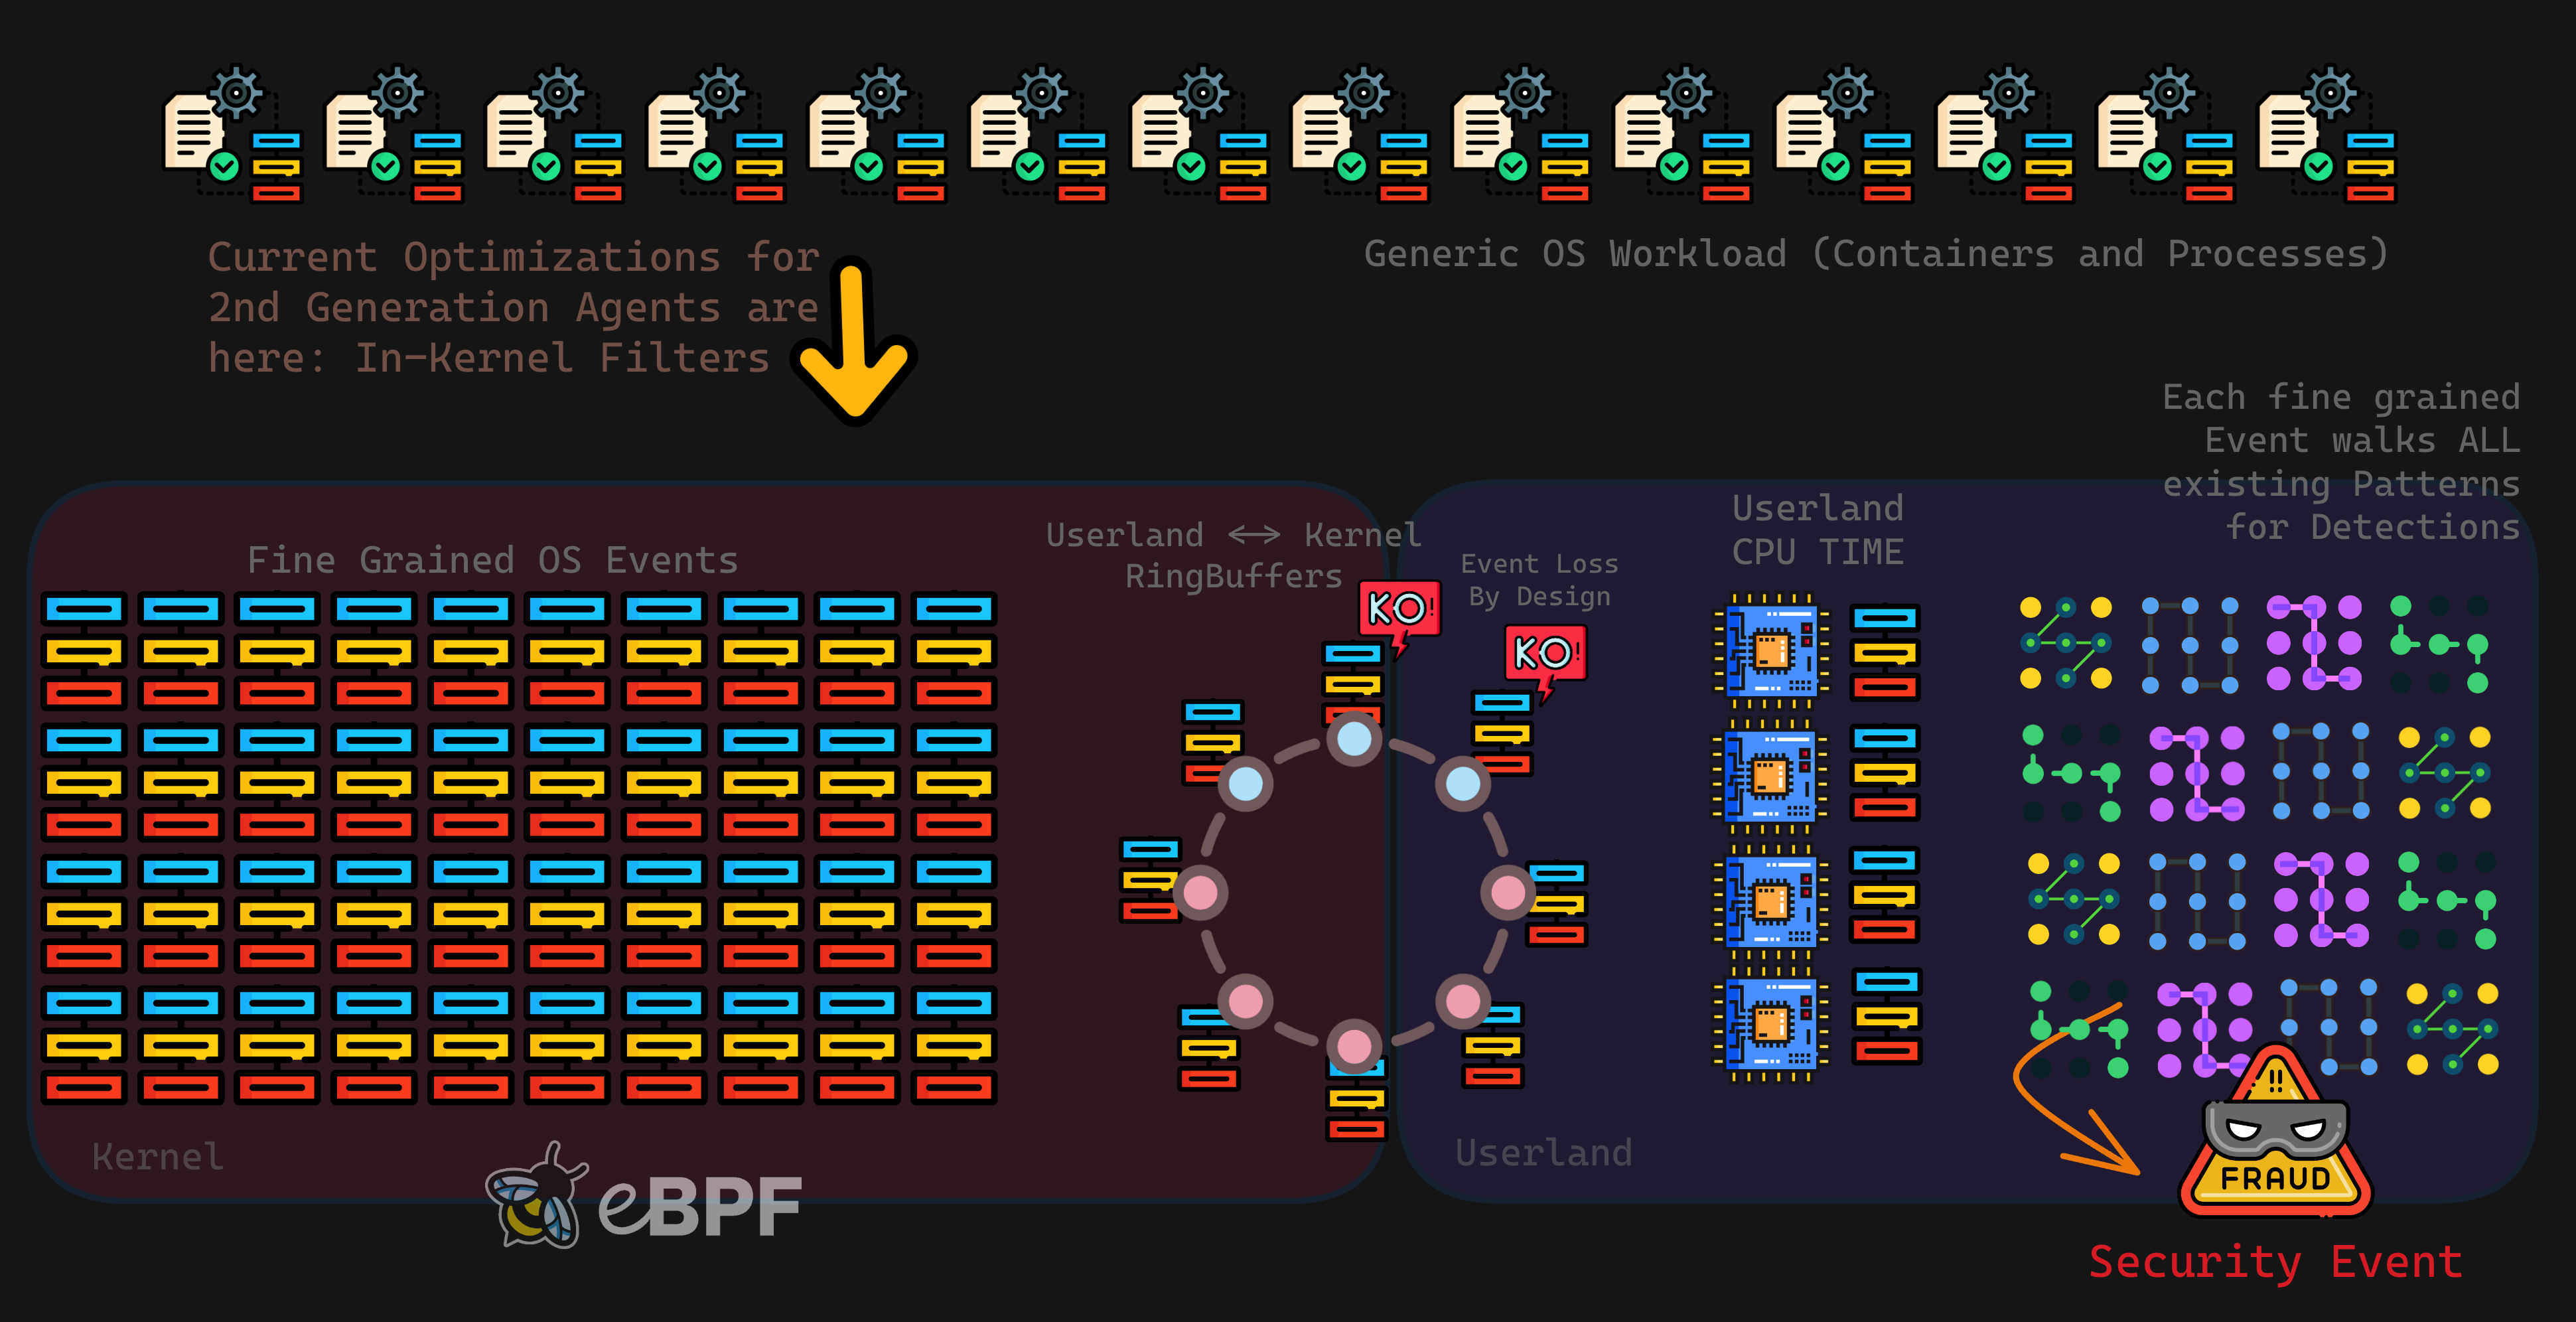 Current Optimizations for
2nd Generation Agents are
here: In-Kernel Filters
Generic OS Workload (Containers and Processes)
Each fine grained
Event walks ALL
existing Patterns
for Detections
Fine Grained OS Events
Userland <-> Kernel
RingBuffers
KO!
Event Loss
By Design
KO!
Userland
CPU TIME
Kernel
eBPF
Userland
!!
FRAUD
Security Event